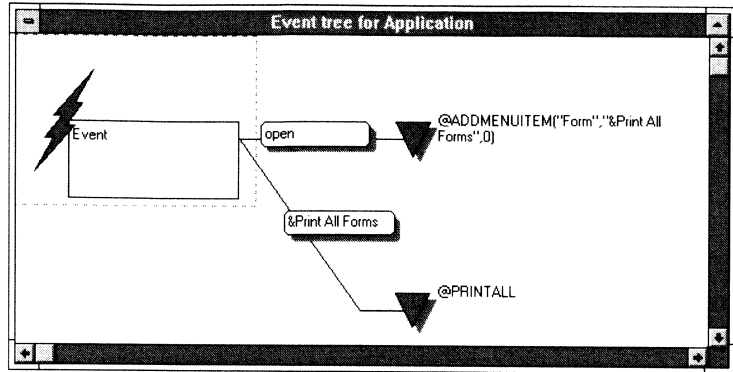 Event tree for Application
Event
open
@ADDMENUITEM("Form","&Print All
Forms",0)
&Print All Forms
@PRINTALL